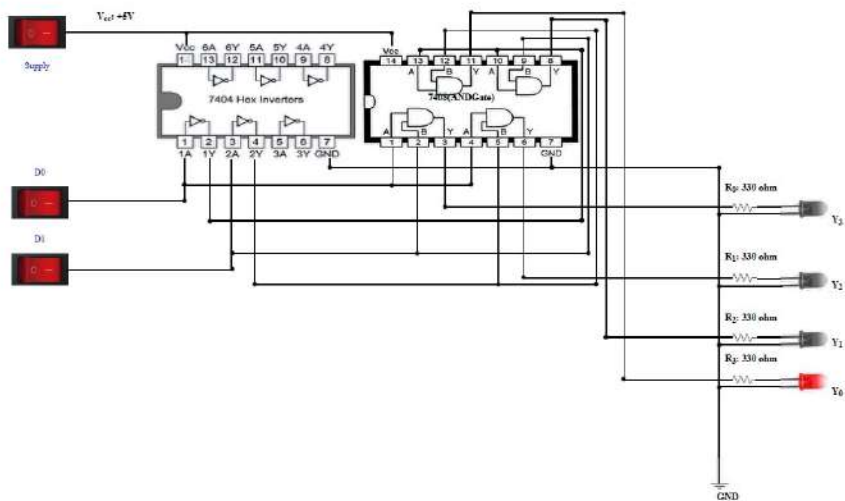 Vcc: +5V
Supply
Vcc 6A 6Y 5A 5Y 4A 4Y
13 12 11 10 9 8
7404 Hex Inverters
1 2 3 4 5 6 7
1A 1Y 2A 2Y 3A 3Y GND
Vcc
14 13 12 11 10 9 8
A B Y A B Y
7408(ANDGate)
A B Y A B Y
1 2 3 4 5 6 7
GND
D0
D1
R0: 330 ohm
Y3
R1: 330 ohm
Y2
R2: 330 ohm
Y1
R3: 330 ohm
Y0
GND